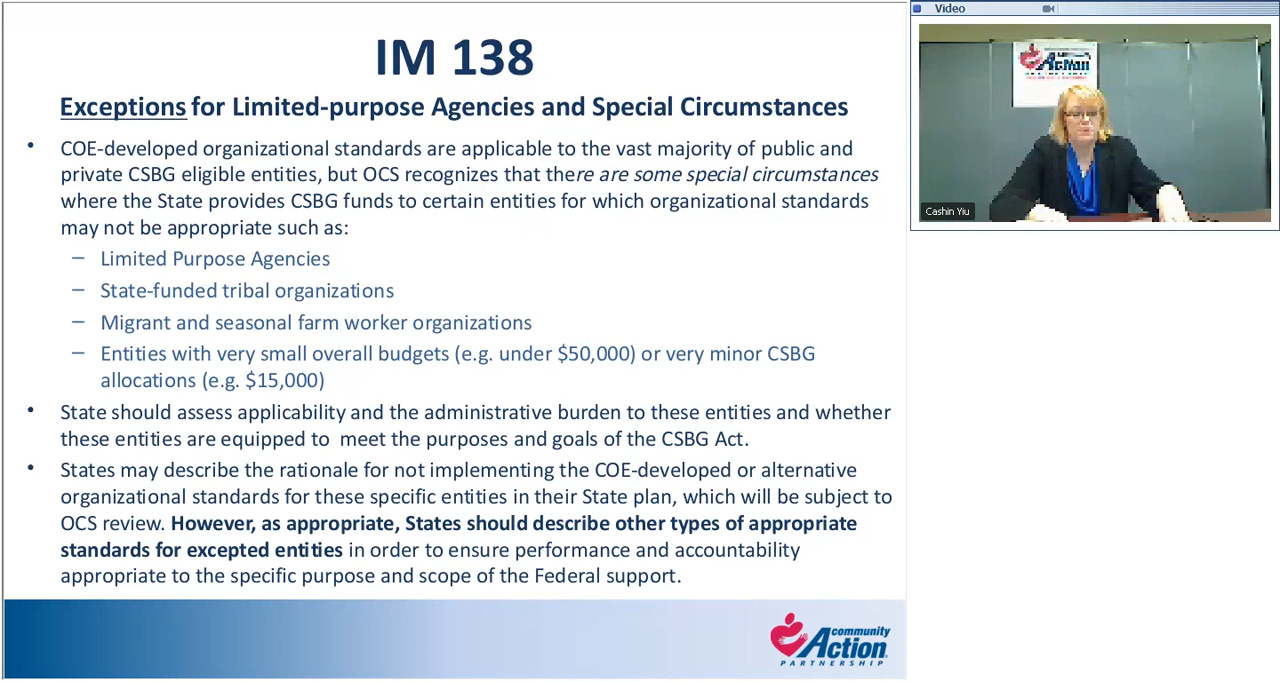 IM 138
Exceptions for Limited-purpose Agencies and Special Circumstances
• COE-developed organizational standards are applicable to the vast majority of public and
private CSBG eligible entities, but OCS recognizes that there are some special circumstances
where the State provides CSBG funds to certain entities for which organizational standards
may not be appropriate such as:
– Limited Purpose Agencies
– State-funded tribal organizations
– Migrant and seasonal farm worker organizations
– Entities with very small overall budgets (e.g. under $50,000) or very minor CSBG
allocations (e.g. $15,000)
• State should assess applicability and the administrative burden to these entities and whether
these entities are equipped to meet the purposes and goals of the CSBG Act.
• States may describe the rationale for not implementing the COE-developed or alternative
organizational standards for these specific entities in their State plan, which will be subject to
OCS review. However, as appropriate, States should describe other types of appropriate
standards for excepted entities in order to ensure performance and accountability
appropriate to the specific purpose and scope of the Federal support.
community
Action
PARTNERSHIP
Video
Action
Cashin Yiu